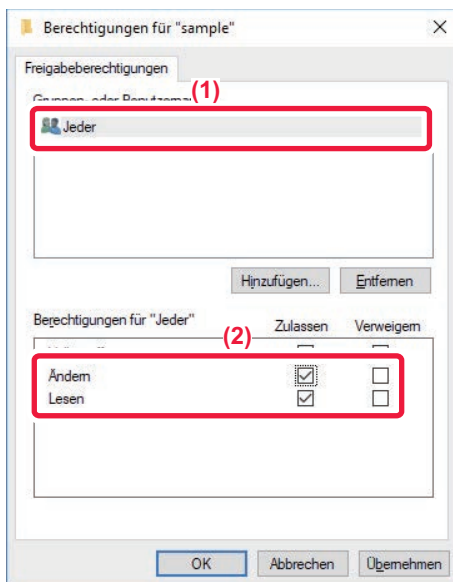 Berechtigungen für "sample"
Freigabeberechtigungen
(1)
Jeder
Hinzufügen... Entfernen
Berechtigungen für "Jeder" Zulassen Verweigern
(2)
Ändern
Lesen
OK Abbrechen Übernehmen